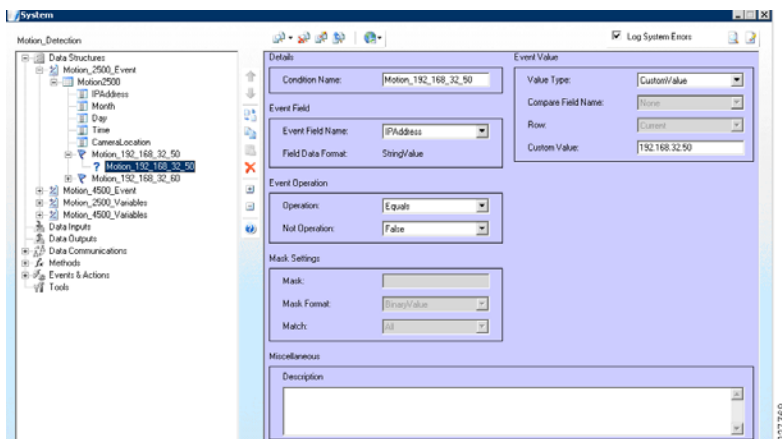 System
Motion_Detection
Log System Errors
Data Structures
Motion_2500_Event
Motion2500
IPAddress
Month
Day
Time
CameraLocation
Motion_192_168_32_50
Motion_192_168_32_50
Motion_192_168_32_60
Motion_4500_Event
Motion_2500_Variables
Motion_4500_Variables
Data Inputs
Data Outputs
Data Communications
Methods
Events & Actions
Tools
Details
Condition Name: Motion_192_168_32_50
Event Field
Event Field Name: IPAddress
Field Data Format: StringValue
Event Operation
Operation: Equals
Not Operation: False
Mask Settings
Mask:
Mask Format: BinaryValue
Match: All
Miscellaneous
Description
Event Value
Value Type: CustomValue
Compare Field Name: None
Row: Current
Custom Value: 192.168.32.50